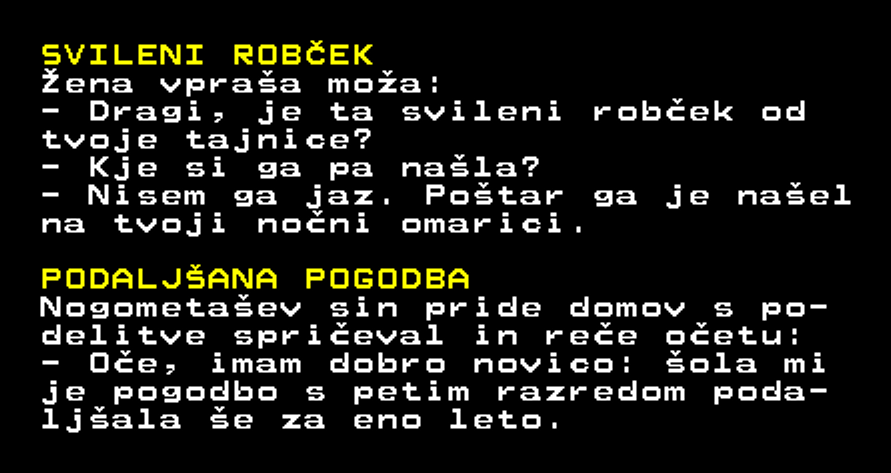 SVILENI ROBČEK
Žena vpraša moža:
- Dragi, je ta svileni robček od
tvoje tajnice?
- Kje si ga pa našla?
- Nisem ga jaz. Poštar ga je našel
na tvoji nočni omarici.
PODALJŠANA POGODBA
Nogometašev sin pride domov s po-
delitve spričeval in reče očetu:
- Oče, imam dobro novico: šola mi
je pogodbo s petim razredom poda-
ljšala še za eno leto.